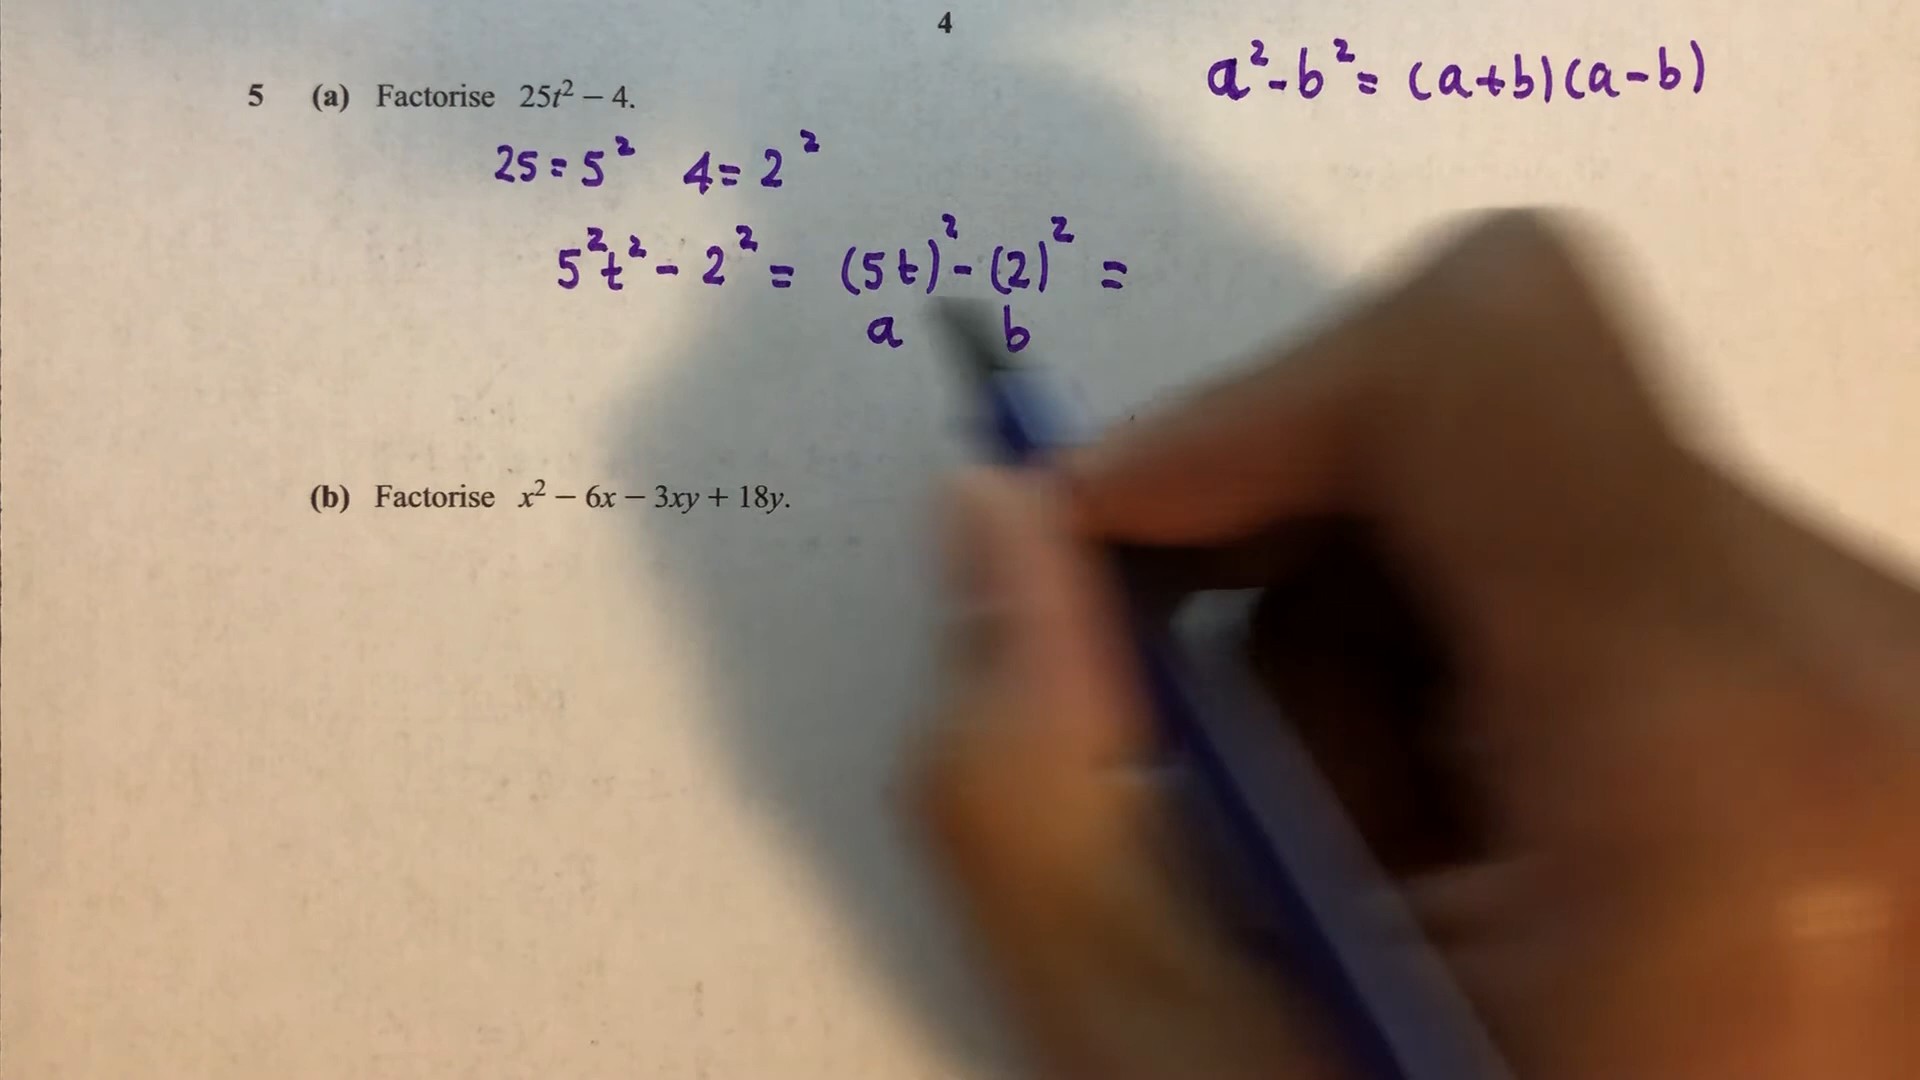 4
a² - b² = (a+b)(a-b)
5 (a) Factorise 25t² – 4.
25 = 5² 4 = 2²
5²t² - 2² = (5t)² - (2)² =
a b
(b) Factorise x² – 6x – 3xy + 18y.